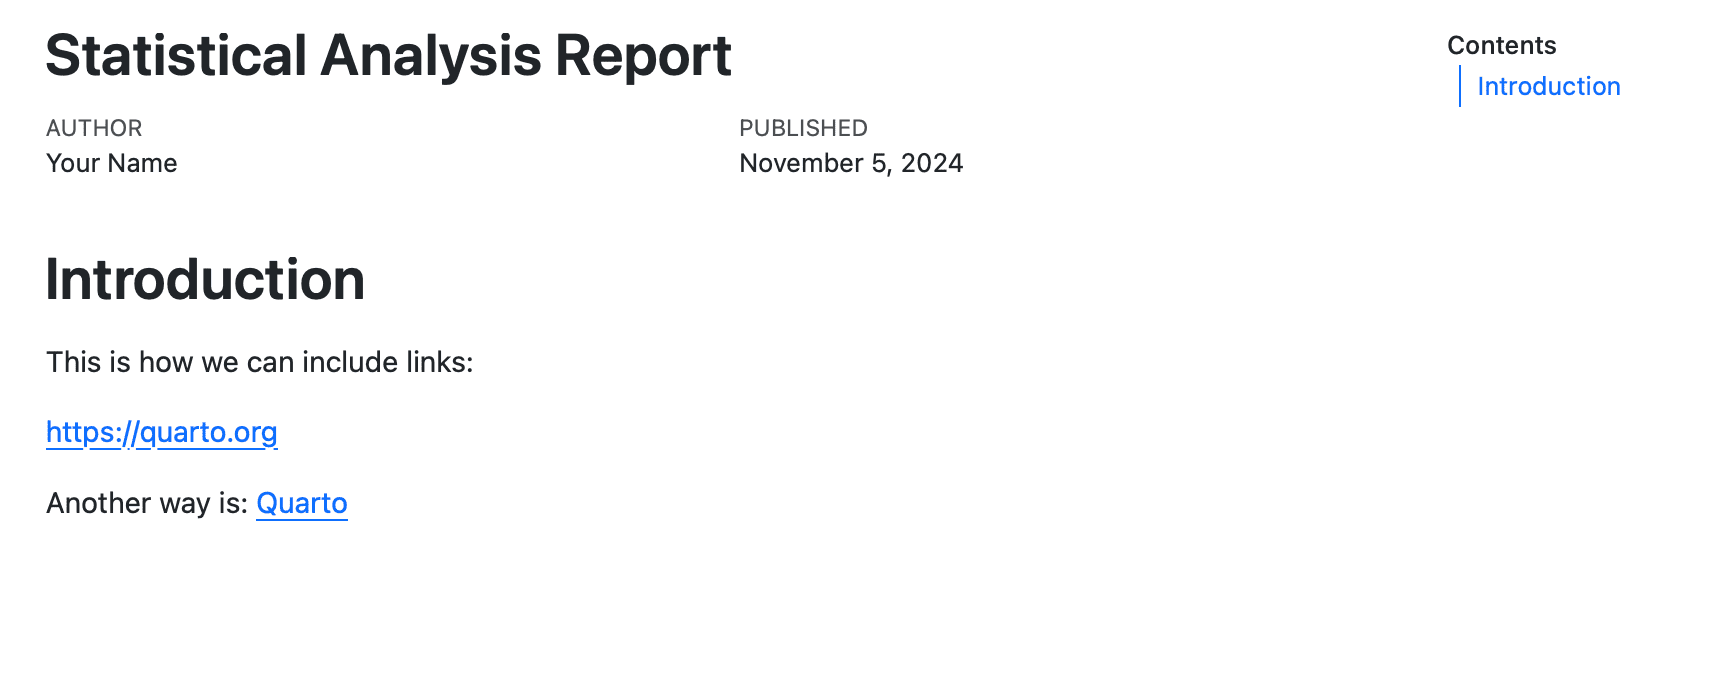 Statistical Analysis Report
AUTHOR
Your Name
PUBLISHED
November 5, 2024
Contents
Introduction
Introduction
This is how we can include links:
https://quarto.org
Another way is: Quarto